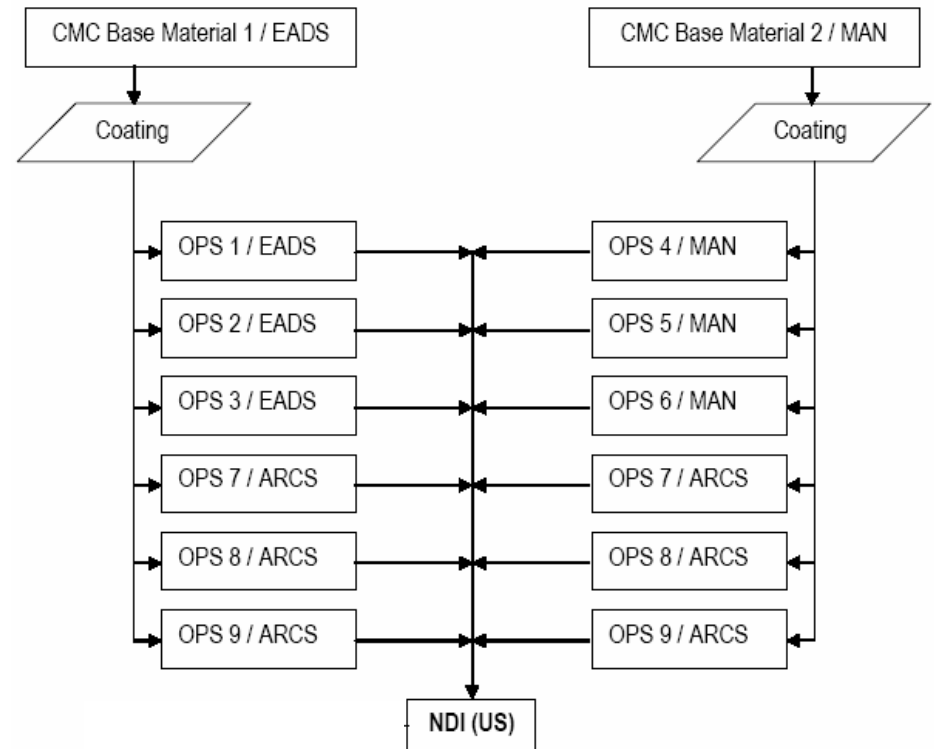 CMC Base Material 1 / EADS
CMC Base Material 2 / MAN
Coating
Coating
OPS 1 / EADS
OPS 4 / MAN
OPS 2 / EADS
OPS 5 / MAN
OPS 3 / EADS
OPS 6 / MAN
OPS 7 / ARCS
OPS 7 / ARCS
OPS 8 / ARCS
OPS 8 / ARCS
OPS 9 / ARCS
OPS 9 / ARCS
NDI (US)